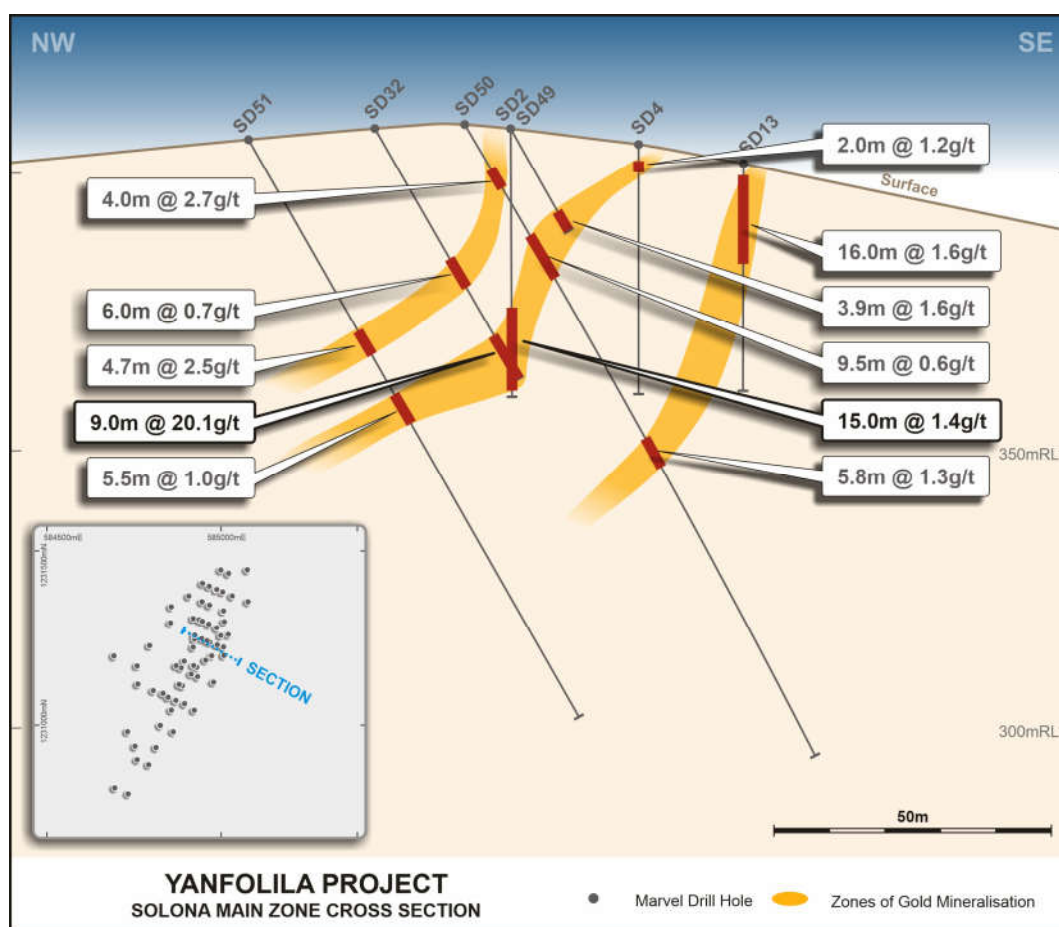 NW
SE
SD51
SD32
SD50
SD2
SD49
SD4
SD13
Surface
4.0m @ 2.7g/t
6.0m @ 0.7g/t
4.7m @ 2.5g/t
9.0m @ 20.1g/t
5.5m @ 1.0g/t
2.0m @ 1.2g/t
16.0m @ 1.6g/t
3.9m @ 1.6g/t
9.5m @ 0.6g/t
15.0m @ 1.4g/t
5.8m @ 1.3g/t
350mRL
300mRL
584500mE
585000mE
1231500mN
1231000mN
SECTION
50m
YANFOLILA PROJECT
SOLONA MAIN ZONE CROSS SECTION
Marvel Drill Hole
Zones of Gold Mineralisation